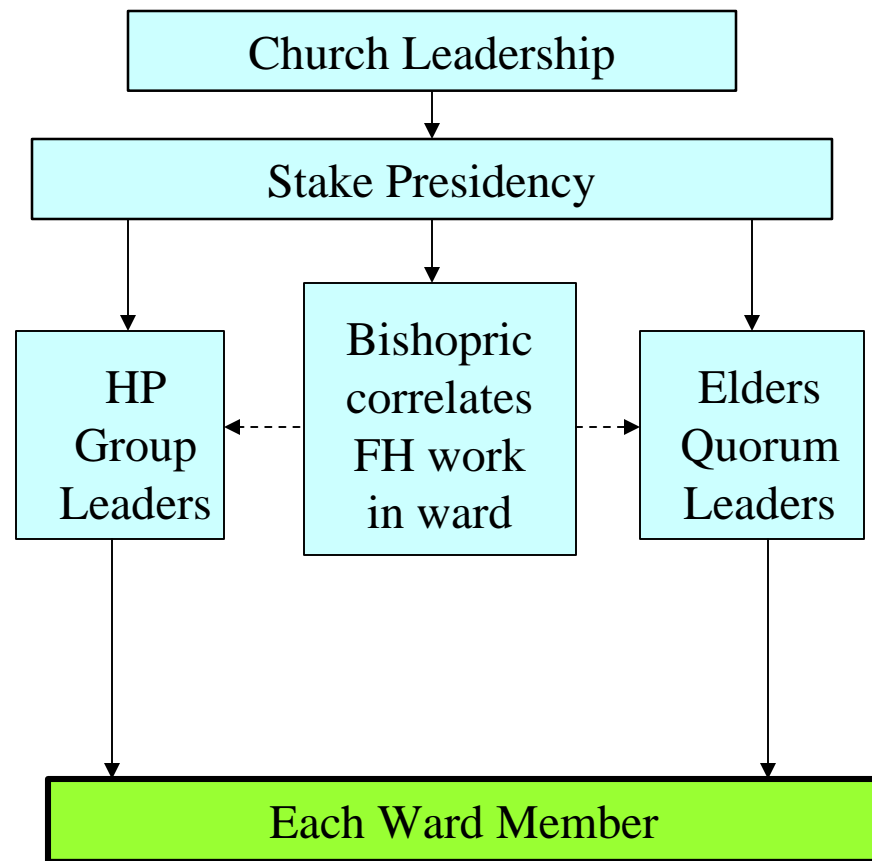 Church Leadership
Stake Presidency
HP
Group
Leaders
Bishopric
correlates
FH work
in ward
Elders
Quorum
Leaders
Each Ward Member